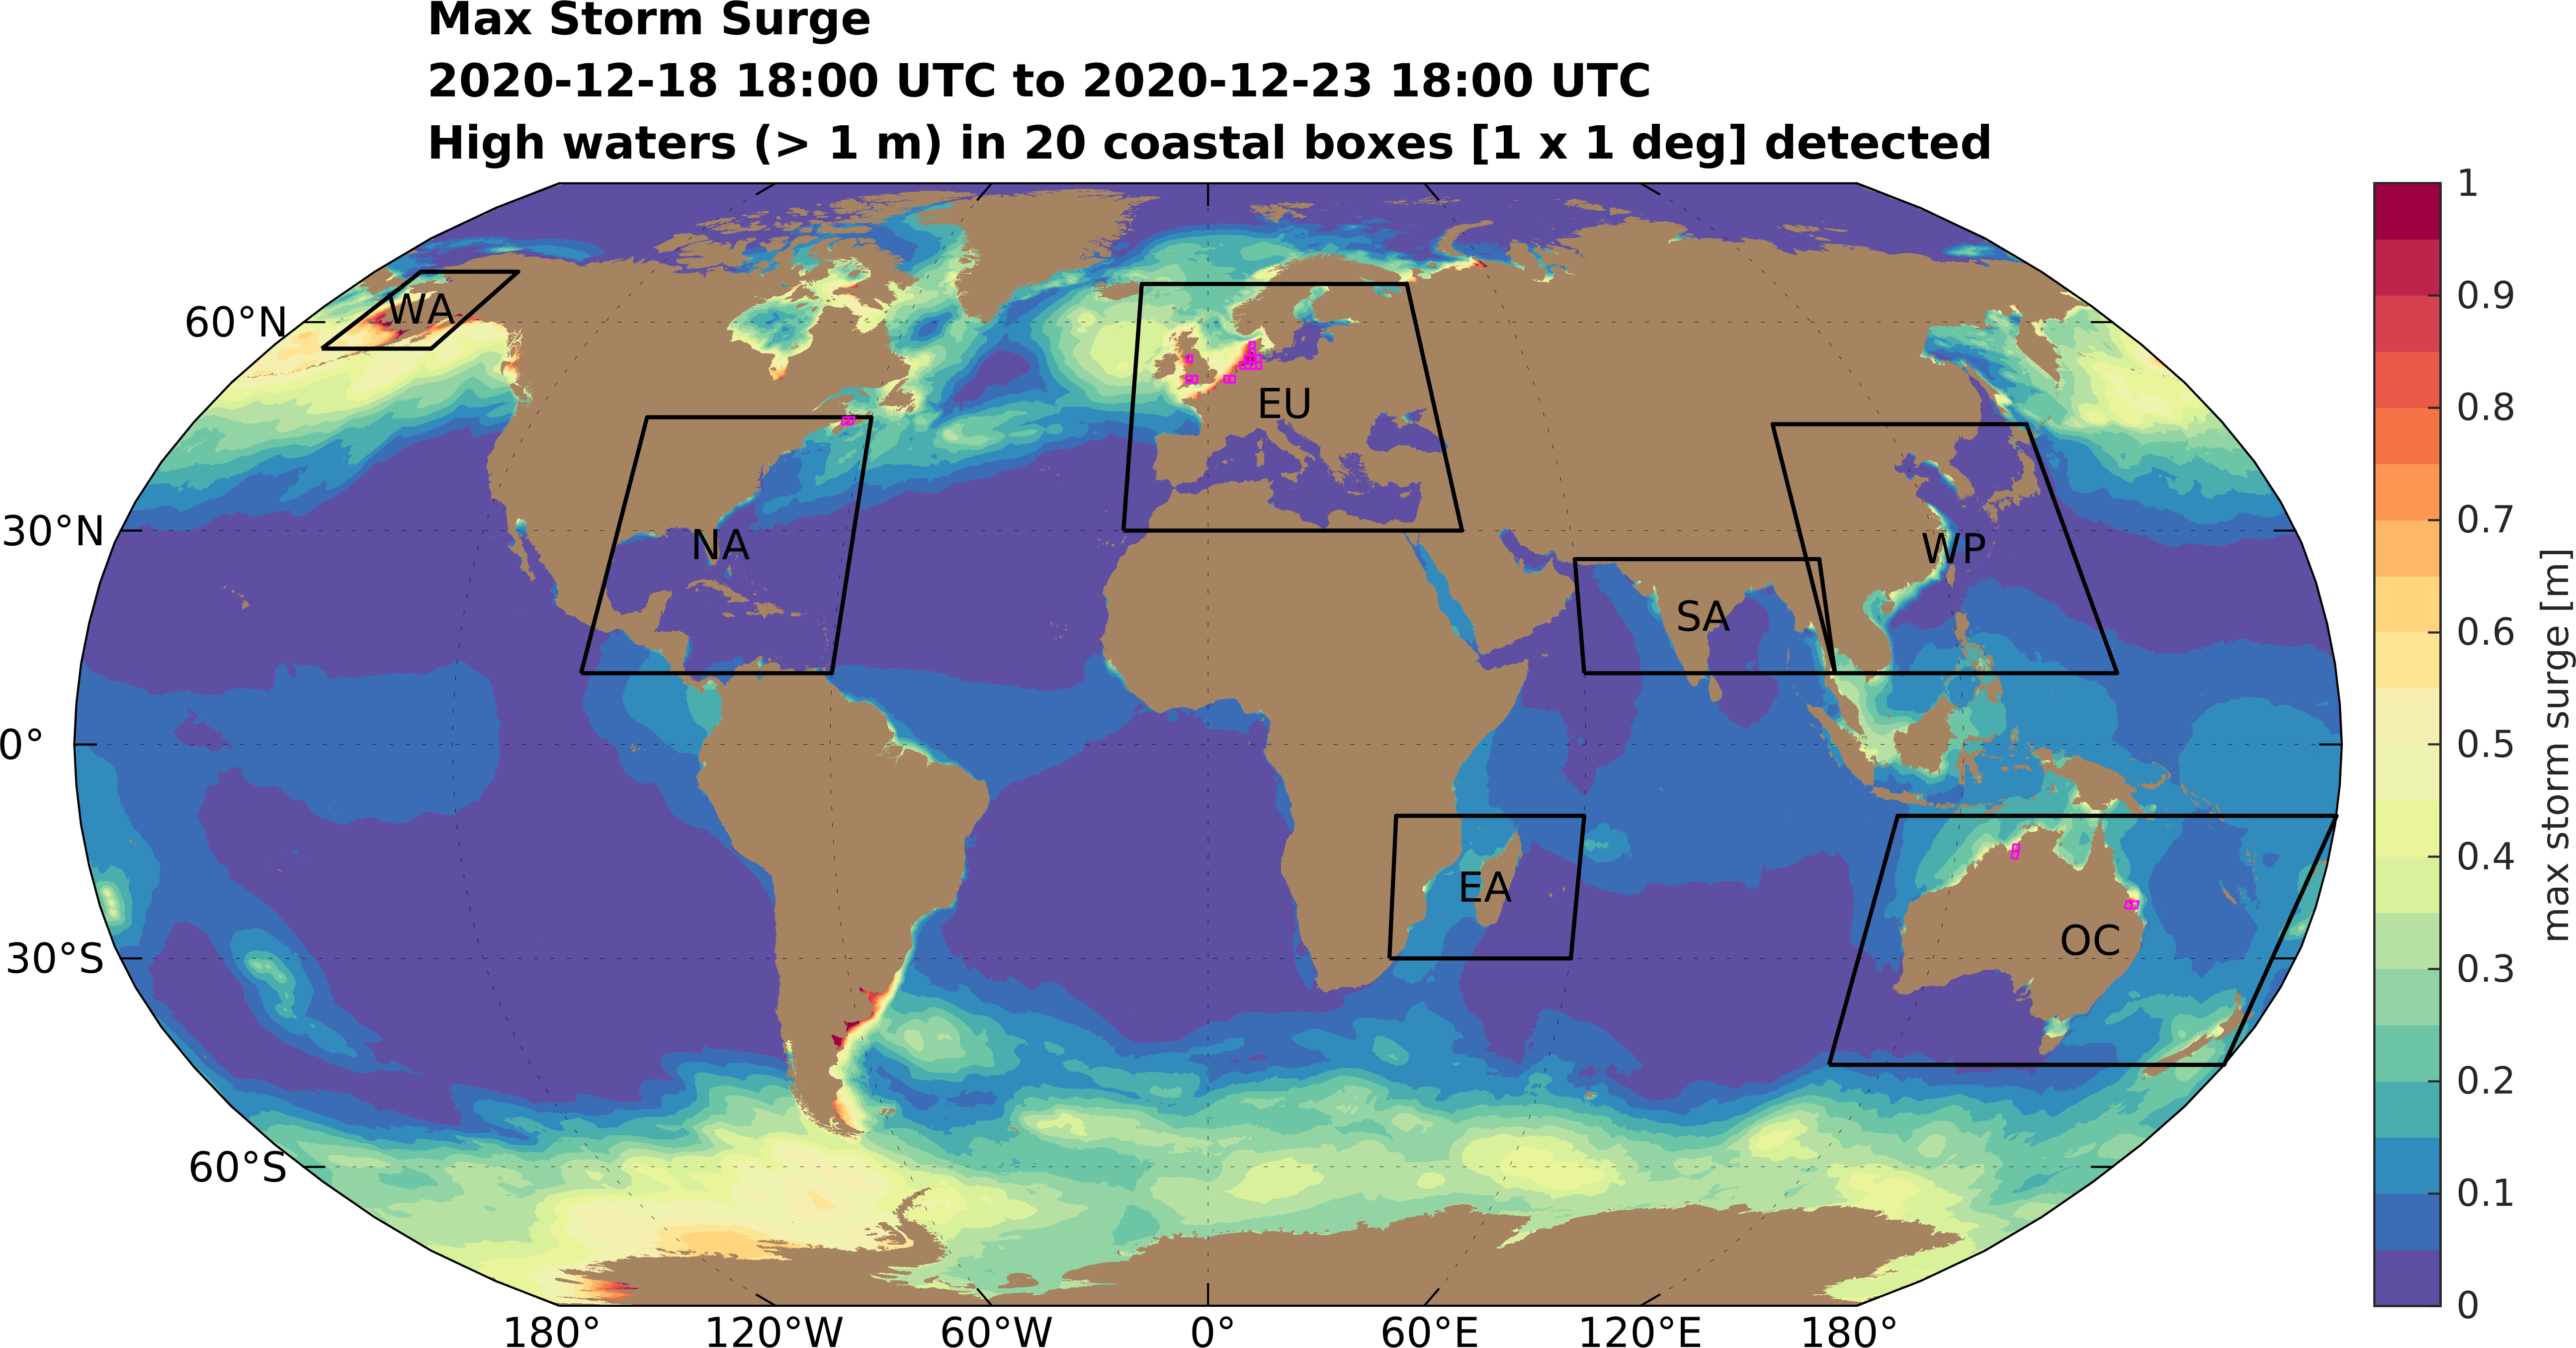 Max Storm Surge
2020-12-18 18:00 UTC to 2020-12-23 18:00 UTC
High waters (> 1 m) in 20 coastal boxes [1 x 1 deg] detected
60°N
30°N
0°
30°S
60°S
WA
NA
EU
SA
WP
EA
OC
180°
120°W
60°W
0°
60°E
120°E
180°
1
0.9
0.8
0.7
0.6
0.5
0.4
0.3
0.2
0.1
0
max storm surge [m]